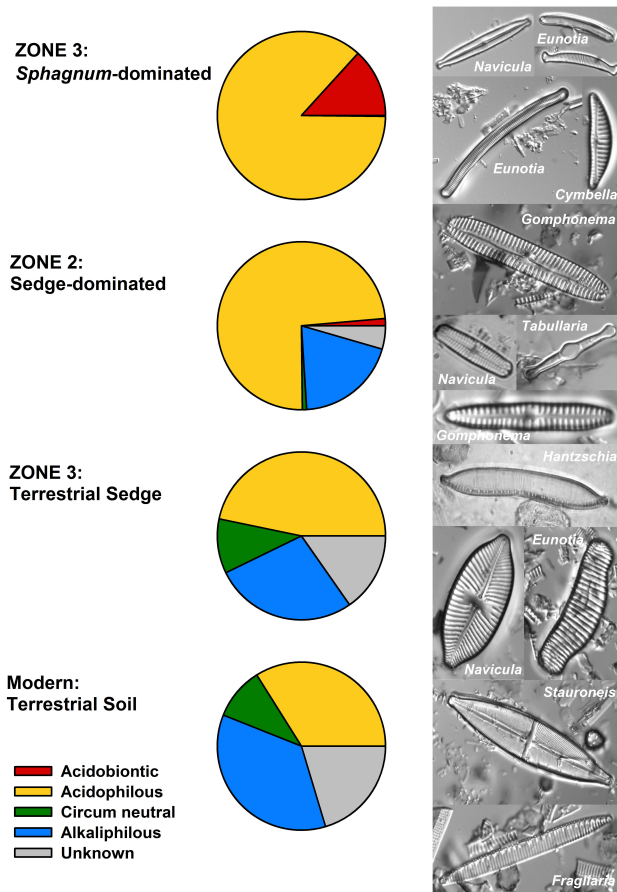 ZONE 3:
Sphagnum-dominated
ZONE 2:
Sedge-dominated
ZONE 3:
Terrestrial Sedge
Modern:
Terrestrial Soil
Acidobiontic
Acidophilous
Circum neutral
Alkaliphilous
Unknown
Navicula
Eunotia
Eunotia
Cymbella
Gomphonema
Navicula
Tabullaria
Gomphonema
Hantzschia
Navicula
Eunotia
Stauroneis
Fragilaria